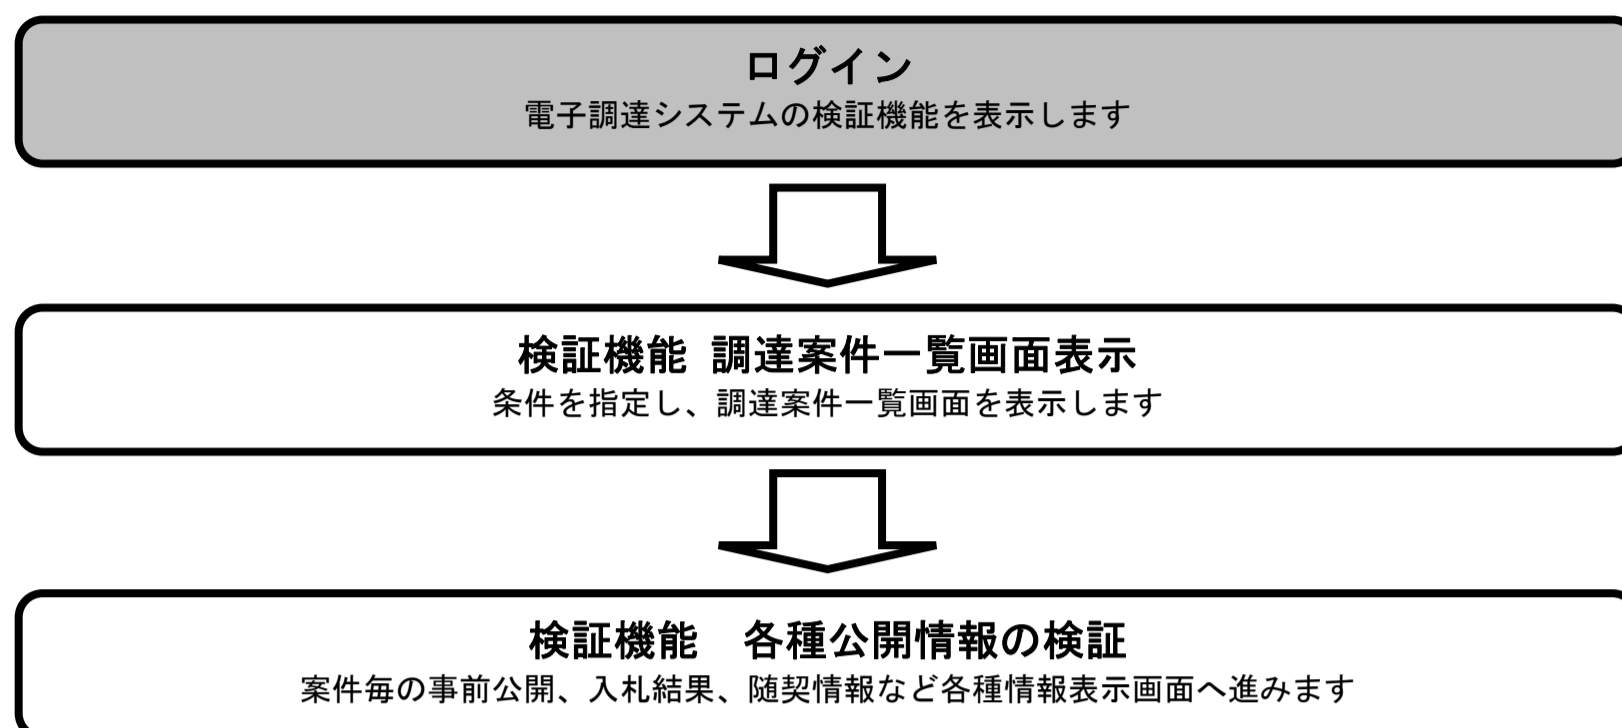 ログイン
電子調達システムの検証機能を表示します
検証機能 調達案件一覧画面表示
条件を指定し、調達案件一覧画面を表示します
検証機能　各種公開情報の検証
案件毎の事前公開、入札結果、随契情報など各種情報表示画面へ進みます